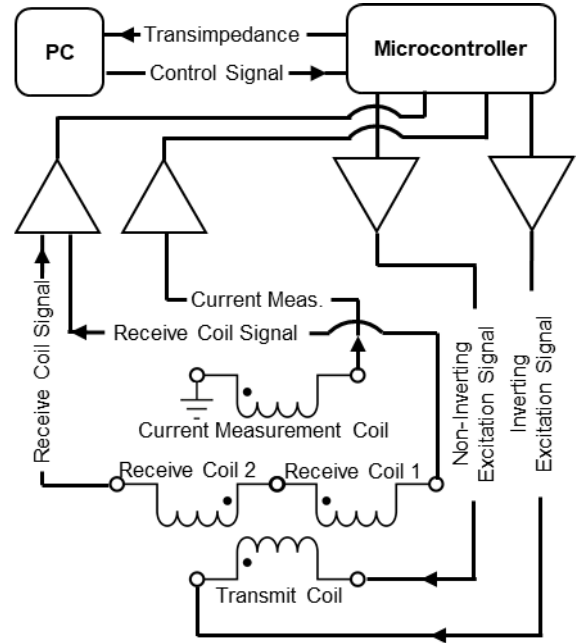 PC
Transimpedance
Control Signal
Microcontroller
Current Meas.
Receive Coil Signal
Receive Coil Signal
Non-Inverting
Excitation Signal
Inverting
Excitation Signal
Current Measurement Coil
Receive Coil 2
Receive Coil 1
Transmit Coil